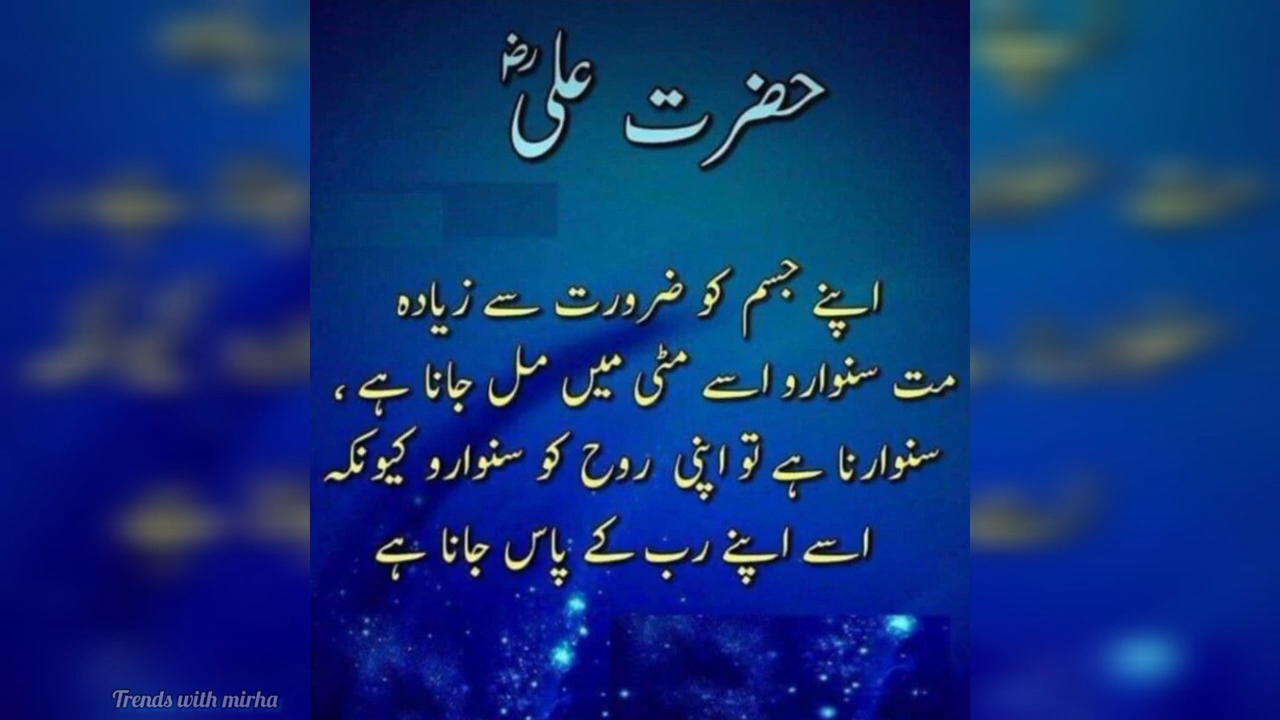 حضرت علیؓ
اپنے جسم کو ضرورت سے زیادہ
مت سنوارو اسے مٹی میں مل جانا ہے ،
سنوارنا ہے تو اپنی روح کو سنوارو کیونکہ
اسے اپنے رب کے پاس جانا ہے
Trends with mirha